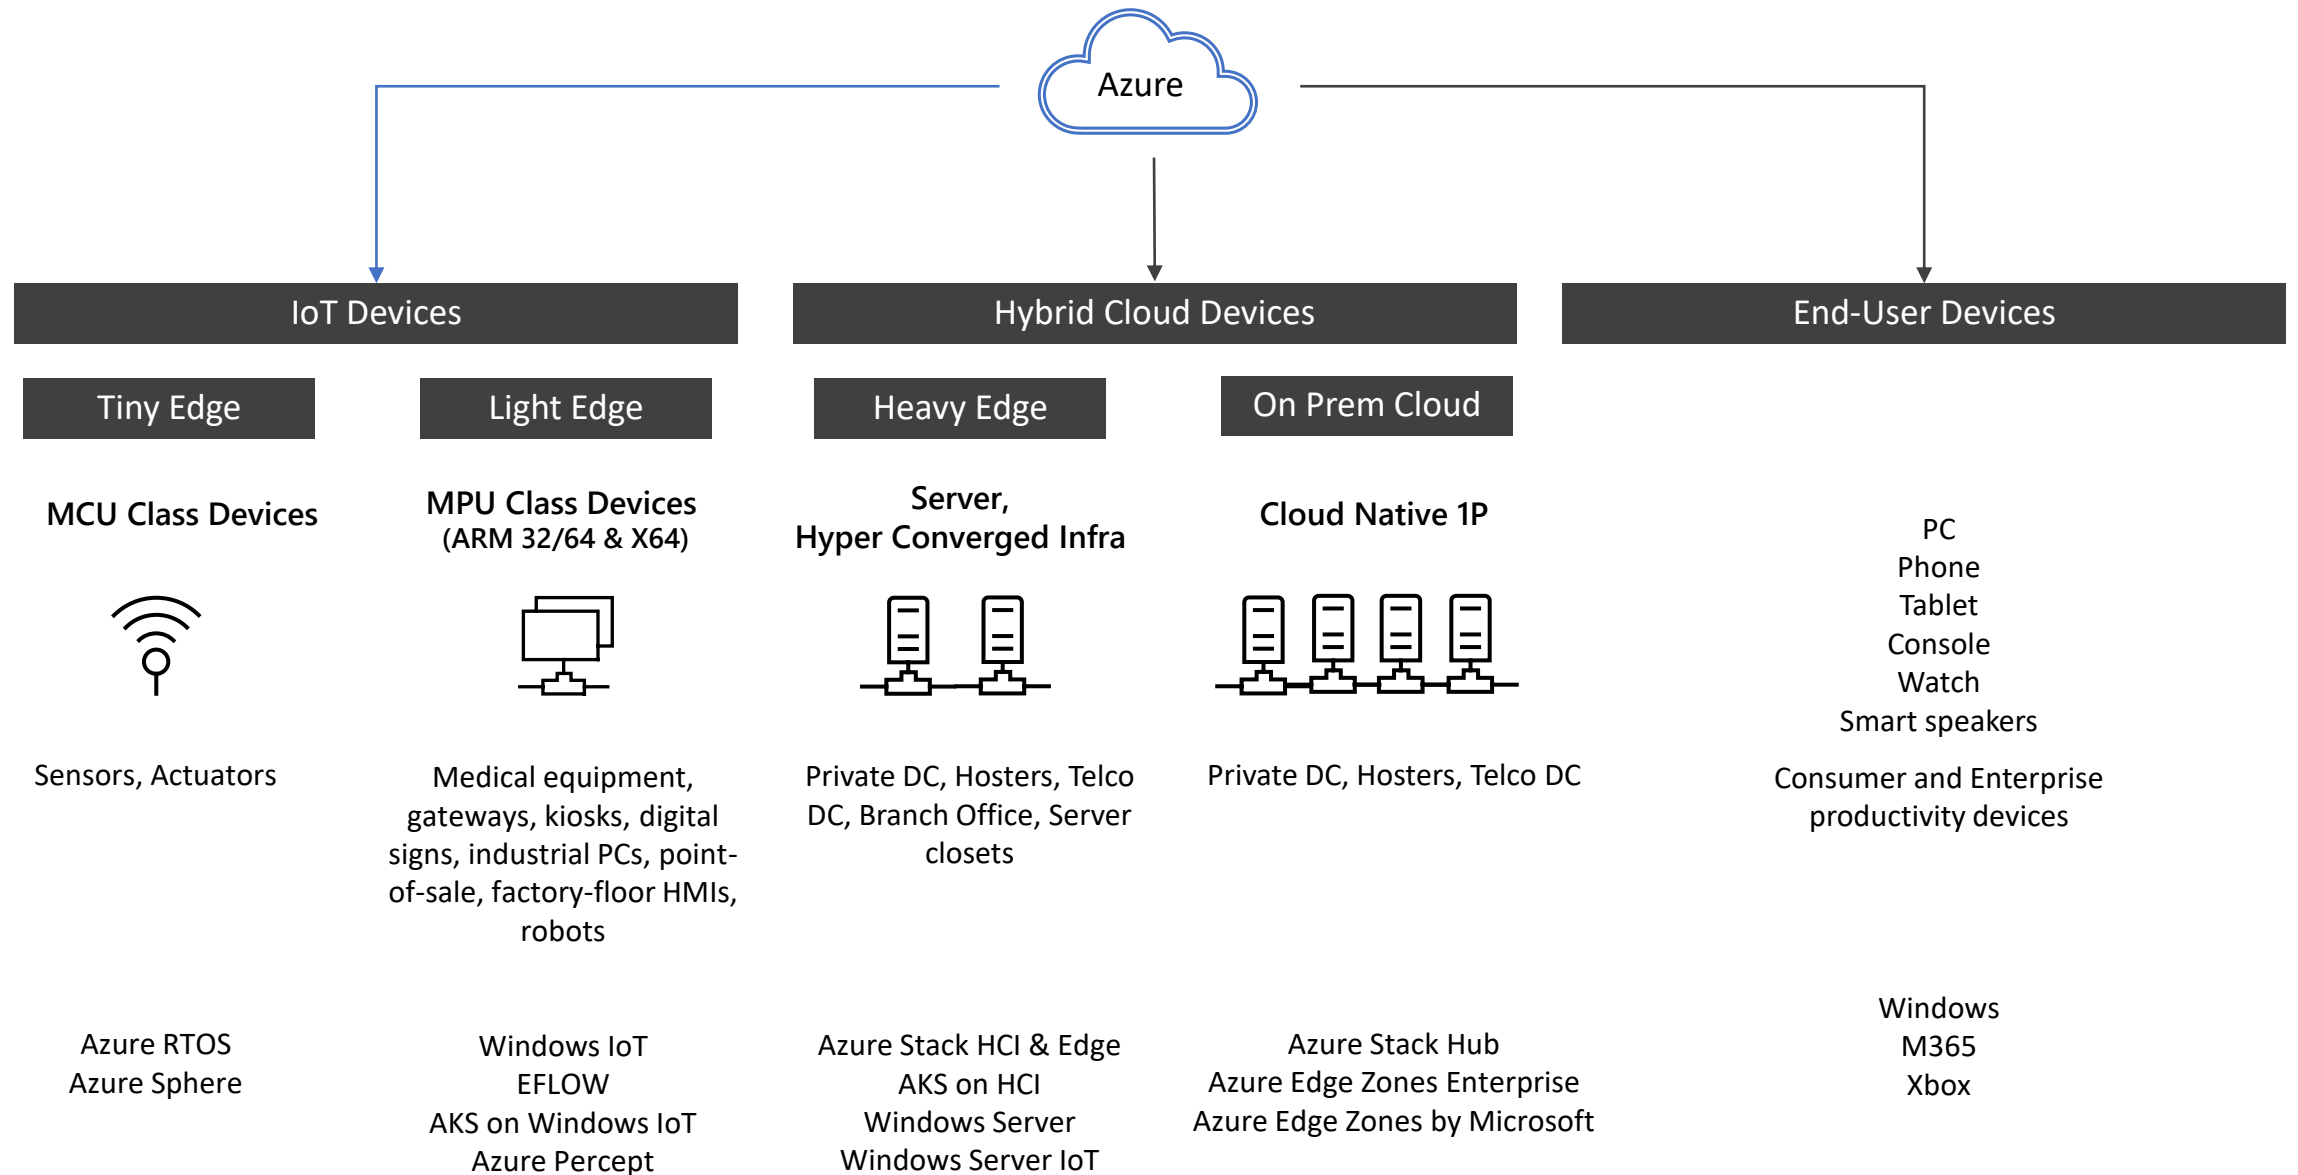 Azure
IoT Devices
Hybrid Cloud Devices
End-User Devices
Tiny Edge
Light Edge
Heavy Edge
On Prem Cloud
MCU Class Devices
MPU Class Devices
(ARM 32/64 & X64)
Server,
Hyper Converged Infra
Cloud Native 1P
PC
Phone
Tablet
Console
Watch
Smart speakers
Sensors, Actuators
Medical equipment,
gateways, kiosks, digital
signs, industrial PCs, point-
of-sale, factory-floor HMIs,
robots
Private DC, Hosters, Telco
DC, Branch Office, Server
closets
Private DC, Hosters, Telco DC
Consumer and Enterprise
productivity devices
Azure RTOS
Azure Sphere
Windows IoT
EFLOW
AKS on Windows IoT
Azure Percept
Azure Stack HCI & Edge
AKS on HCI
Windows Server
Windows Server IoT
Azure Stack Hub
Azure Edge Zones Enterprise
Azure Edge Zones by Microsoft
Windows
M365
Xbox